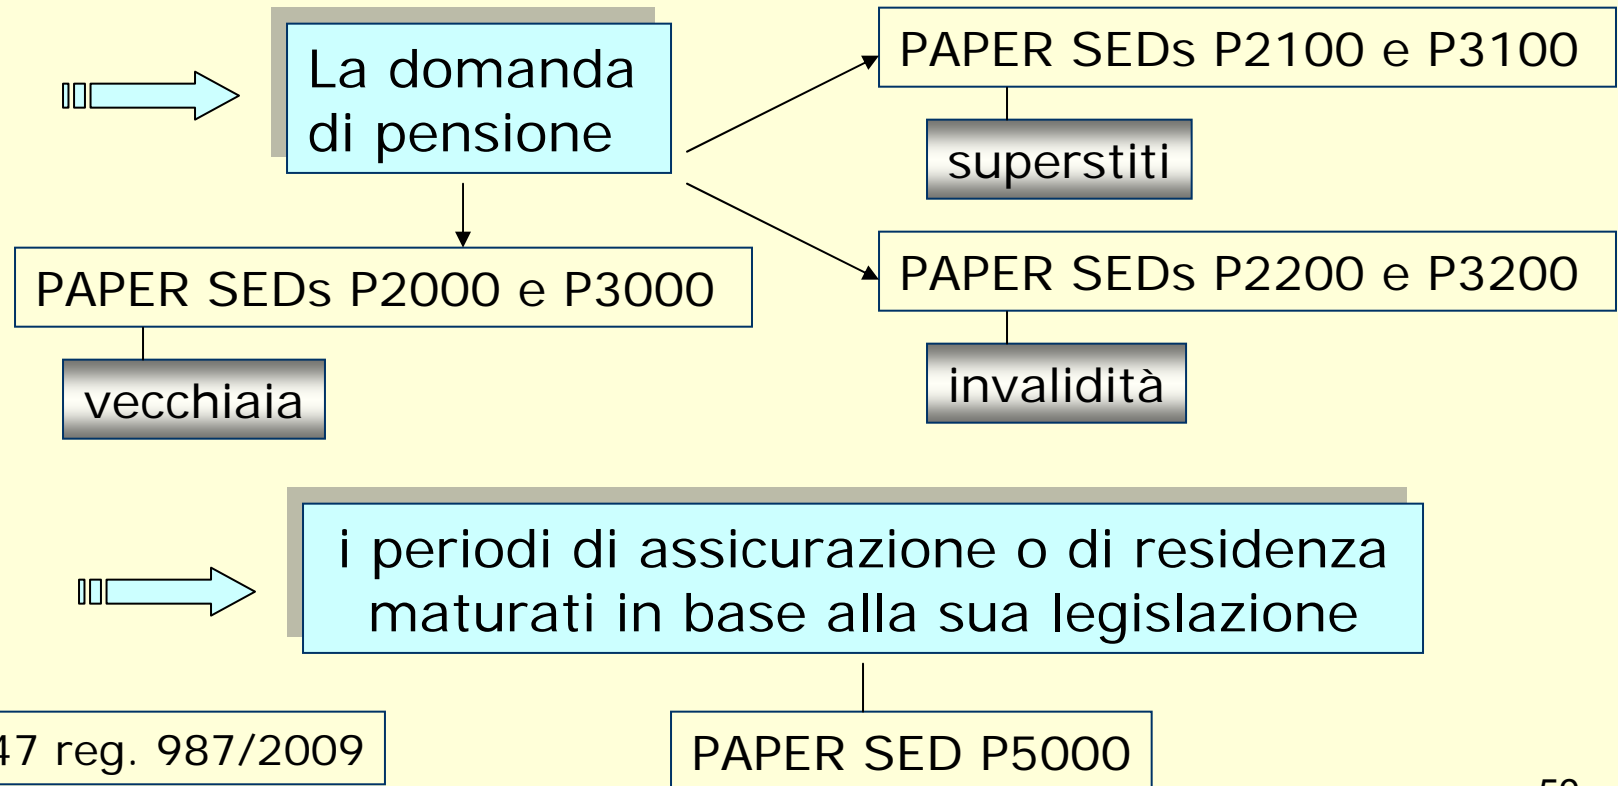 La domanda
di pensione
PAPER SEDs P2100 e P3100
superstiti
PAPER SEDs P2000 e P3000
vecchiaia
PAPER SEDs P2200 e P3200
invalidità
i periodi di assicurazione o di residenza
maturati in base alla sua legislazione
47 reg. 987/2009
PAPER SED P5000